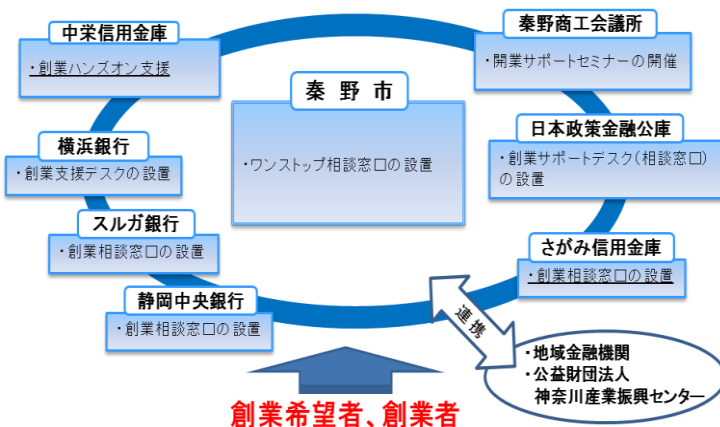 中栄信用金庫
・創業ハンズオン支援
秦野商工会議所
・開業サポートセミナーの開催
秦 野 市
・ワンストップ相談窓口の設置
横浜銀行
・創業支援デスクの設置
日本政策金融公庫
・創業サポートデスク(相談窓口)
の設置
スルガ銀行
・創業相談窓口の設置
さがみ信用金庫
・創業相談窓口の設置
静岡中央銀行
・創業相談窓口の設置
連携
・地域金融機関
・公益財団法人
神奈川産業振興センター
創業希望者、創業者